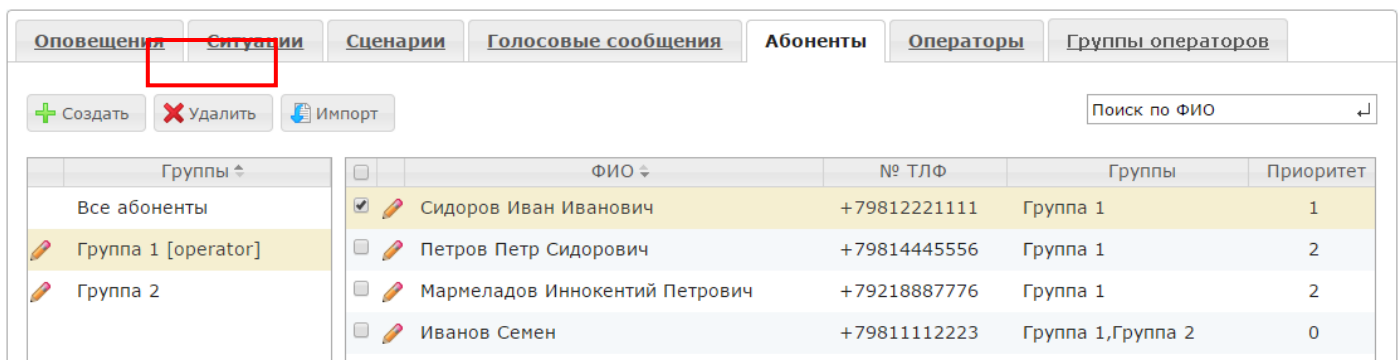 Оповещения Ситуации Сценарии Голосовые сообщения Абоненты Операторы Группы операторов
Создать Удалить Импорт Поиск по ФИО
Группы ФИО № ТЛФ Группы Приоритет
Все абоненты Сидоров Иван Иванович +79812221111 Группа 1 1
Группа 1 [operator] Петров Петр Сидорович +79814445556 Группа 1 2
Группа 2 Мармеладов Иннокентий Петрович +79218887776 Группа 1 2
Иванов Семен +79811112223 Группа 1,Группа 2 0